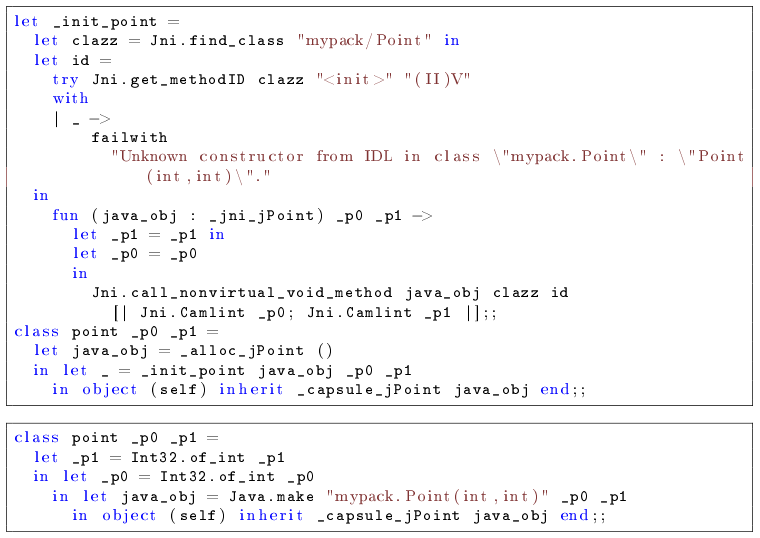 let _init_point =
  let clazz = Jni.find_class "mypack/Point" in
  let id =
    try Jni.get_methodID clazz "<init>" "(II)V"
    with
    | _ ->
        failwith
          "Unknown constructor from IDL in class \"mypack.Point\" : \"Point
              (int,int)\"."
  in
    fun (java_obj : _jni_jPoint) _p0 _p1 ->
      let _p1 = _p1 in
      let _p0 = _p0
      in
        Jni.call_nonvirtual_void_method java_obj clazz id
          [| Jni.Camlint _p0; Jni.Camlint _p1 |];;
class point _p0 _p1 =
  let java_obj = _alloc_jPoint ()
  in let _ = _init_point java_obj _p0 _p1
    in object (self) inherit _capsule_jPoint java_obj end;;
class point _p0 _p1 =
  let _p1 = Int32.of_int _p1
  in let _p0 = Int32.of_int _p0
    in let java_obj = Java.make "mypack.Point(int,int)" _p0 _p1
      in object (self) inherit _capsule_jPoint java_obj end;;